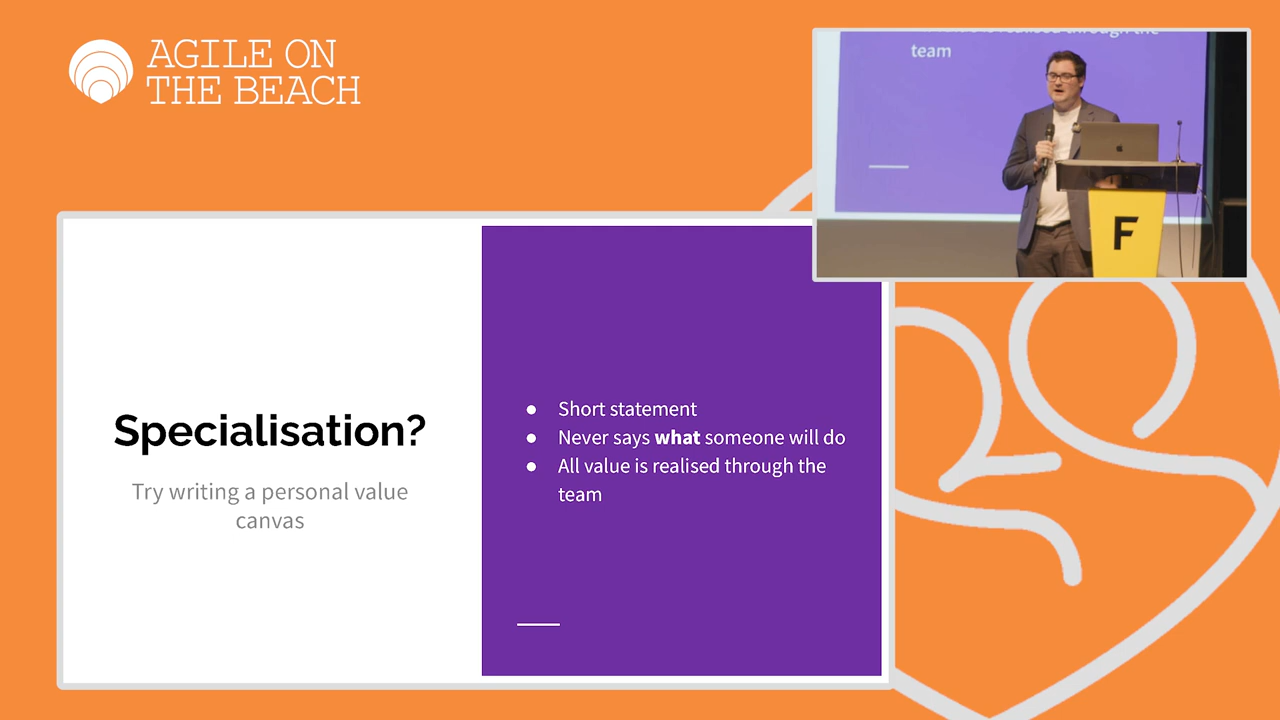 AGILE ON
THE BEACH
team
F
Specialisation?
Try writing a personal value
canvas
● Short statement
● Never says what someone will do
● All value is realised through the
team